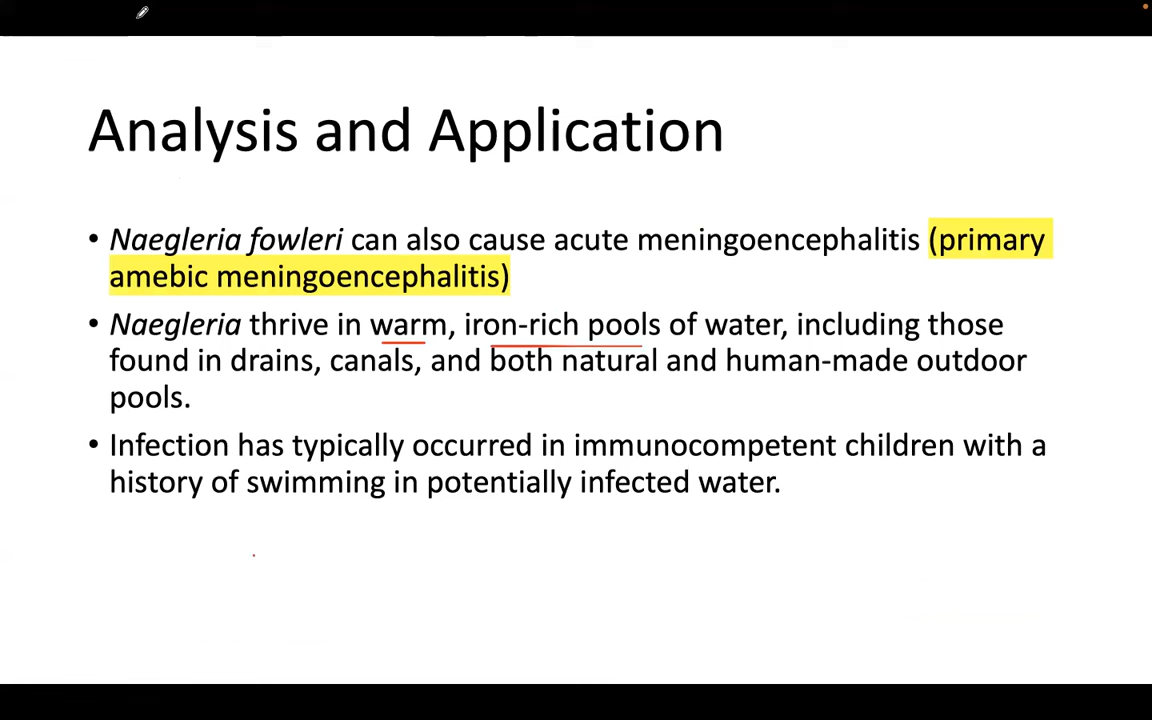 Analysis and Application
• Naegleria fowleri can also cause acute meningoencephalitis (primary
amebic meningoencephalitis)
• Naegleria thrive in warm, iron-rich pools of water, including those
found in drains, canals, and both natural and human-made outdoor
pools.
• Infection has typically occurred in immunocompetent children with a
history of swimming in potentially infected water.